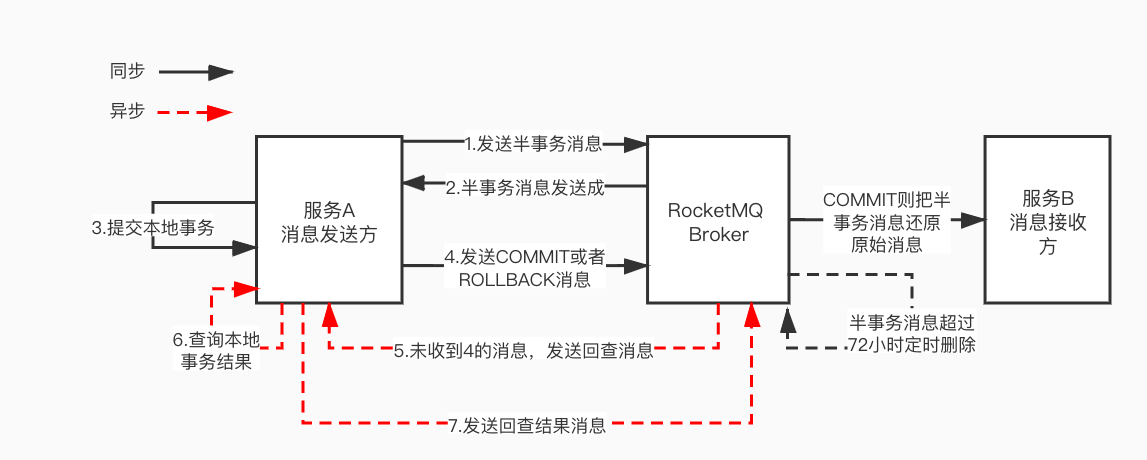 同步
异步
1.发送半事务消息
2.半事务消息发送成
3.提交本地事务
服务A
消息发送方
RocketMQ
Broker
服务B
消息接收
方
COMMIT则把半
事务消息还原
原始消息
4.发送COMMIT或者
ROLLBACK消息
半事务消息超过
72小时定时删除
6.查询本地
事务结果
5.未收到4的消息，发送回查消息
7.发送回查结果消息